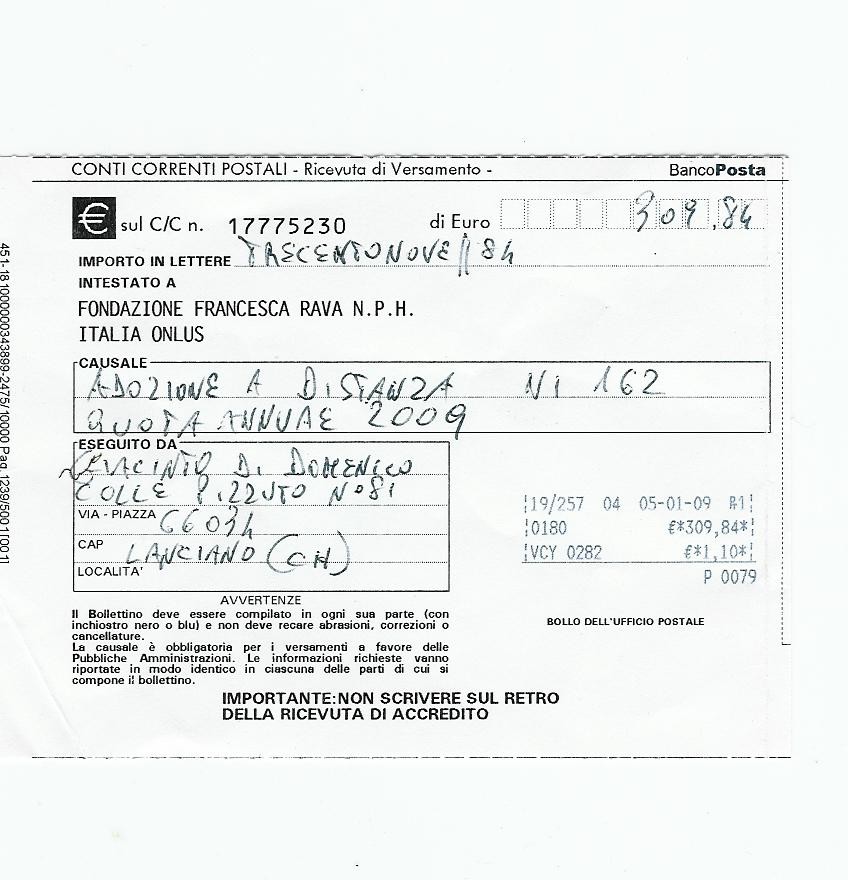 CONTI CORRENTI POSTALI - Ricevuta di Versamento - BancoPosta
€ sul C/C n. 17775230 di Euro 309,84
IMPORTO IN LETTERE TRECENTONOVE//84
INTESTATO A
FONDAZIONE FRANCESCA RAVA N.P.H.
ITALIA ONLUS
CAUSALE
ADOZIONE A DISTANZA NI 162
QUOTA ANNUAE 2009
ESEGUITO DA
GIACINTO DI DOMENICO
COLLE PIZZUTO N°81
VIA - PIAZZA 66034
CAP LANCIANO (CH)
LOCALITA'
19/257 04 05-01-09 R1
0180 €*309,84*
VCY 0282 €*1,10*
P 0079
BOLLO DELL'UFFICIO POSTALE
AVVERTENZE
Il Bollettino deve essere compilato in ogni sua parte (con
inchiostro nero o blu) e non deve recare abrasioni, correzioni o
cancellature.
La causale è obbligatoria per i versamenti a favore delle
Pubbliche Amministrazioni. Le informazioni richieste vanno
riportate in modo identico in ciascuna delle parti di cui si
compone il bollettino.
IMPORTANTE:NON SCRIVERE SUL RETRO
DELLA RICEVUTA DI ACCREDITO